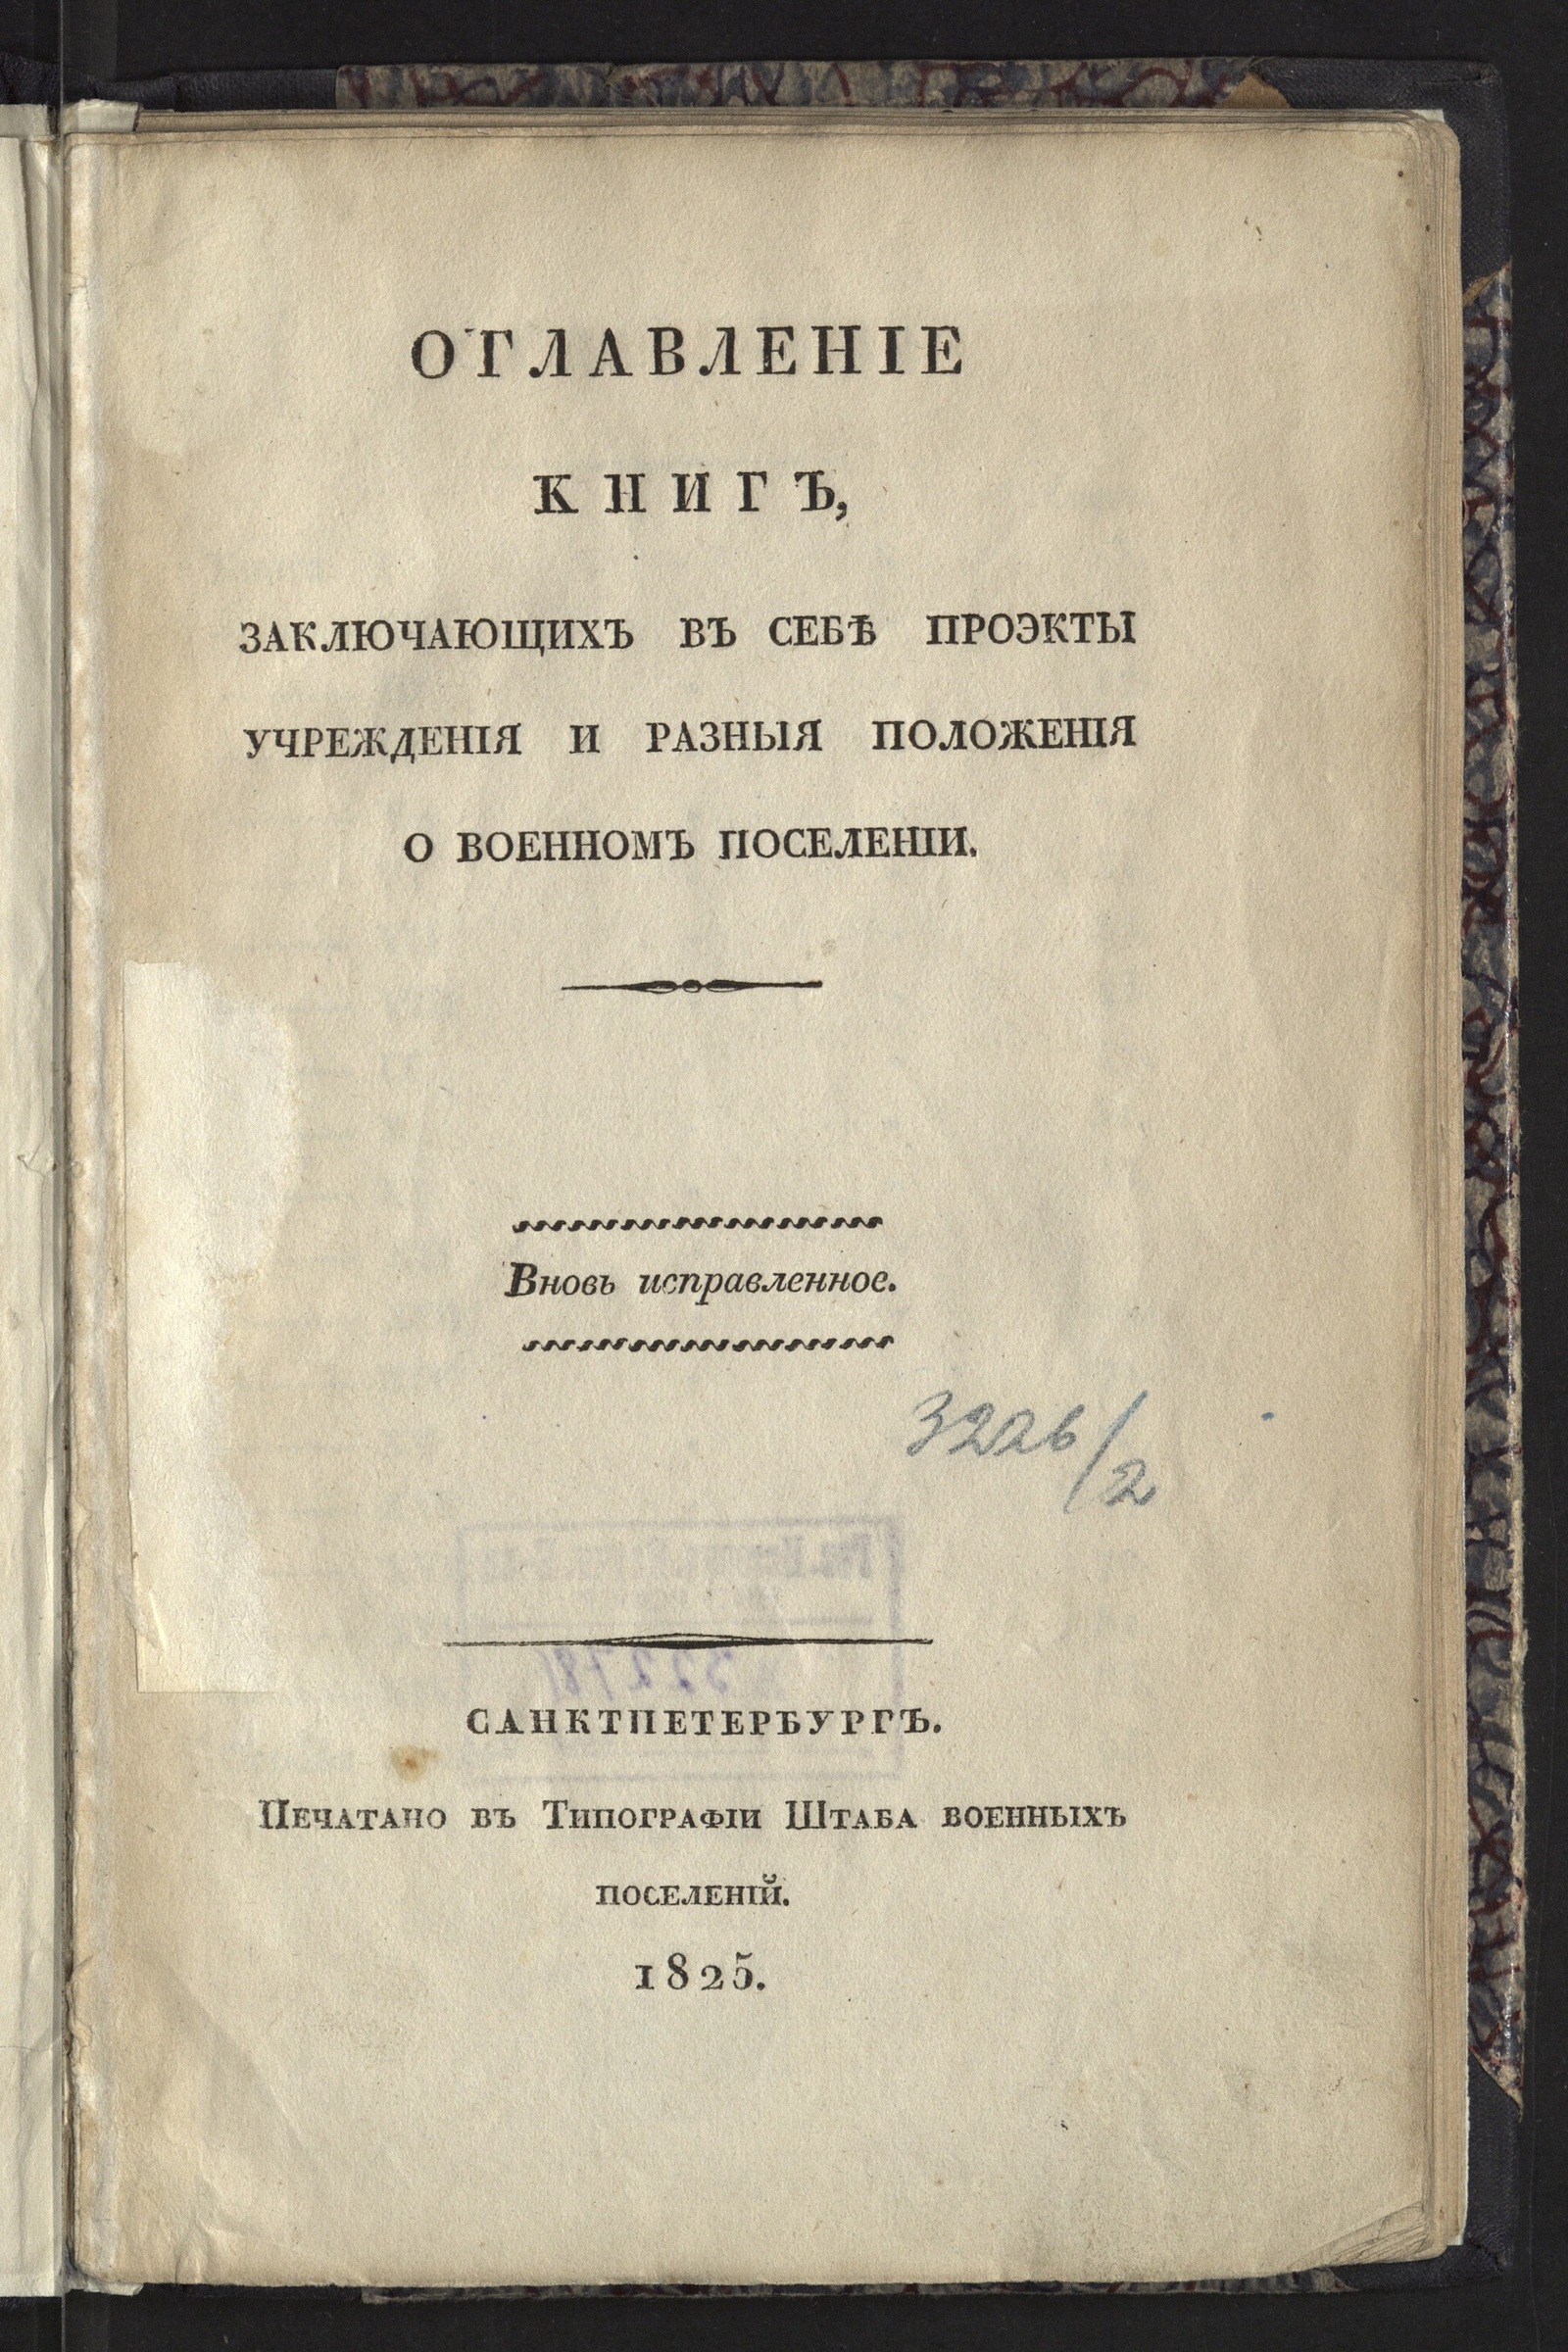 ОГЛАВЛЕНІЕ
КНИГЪ,
ЗАКЛЮЧАЮЩИХЪ ВЪ СЕБѢ ПРОЭКТЫ
УЧРЕЖДЕНІЯ И РАЗНЫЯ ПОЛОЖЕНІЯ
О ВОЕННОМЪ ПОСЕЛЕНІИ.
Вновь исправленное.
32аб/2
САНКТПЕТЕРБУРГЪ.
Печатано въ Типографіи Штаба военныхъ
поселеній.
1825.